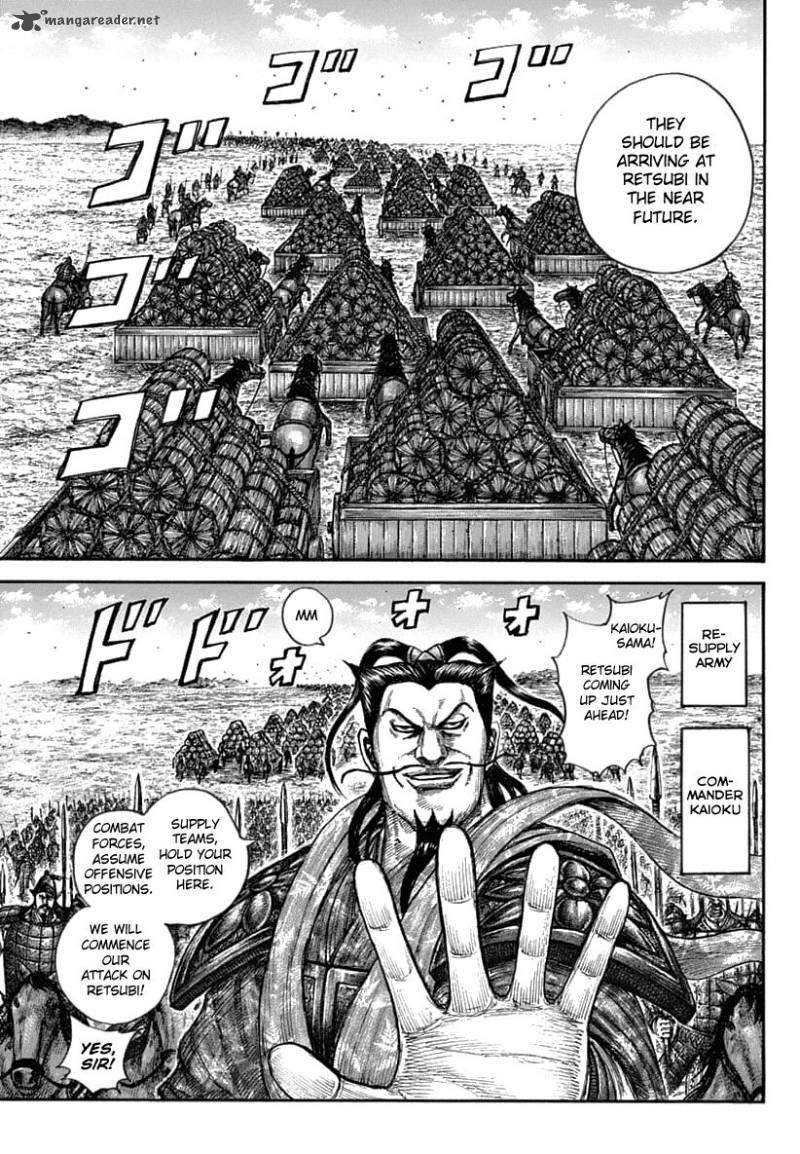 mangareader.net
THEY
SHOULD BE
ARRIVING AT
RETSUBI IN
THE NEAR
FUTURE.
ゴ
ゴ
ゴ
ゴ
ゴ
RE-
SUPPLY
ARMY
COM-
MANDER
KAIOKU
KAIOKU-
SAMA!
RETSUBI
COMING
UP JUST
AHEAD!
MM
ォ
ォ
ォ
ド
ド
SUPPLY
TEAMS,
HOLD YOUR
POSITION
HERE.
COMBAT
FORCES,
ASSUME
OFFENSIVE
POSITIONS.
WE WILL
COMMENCE
OUR
ATTACK ON
RETSUBI!
YES,
SIR!